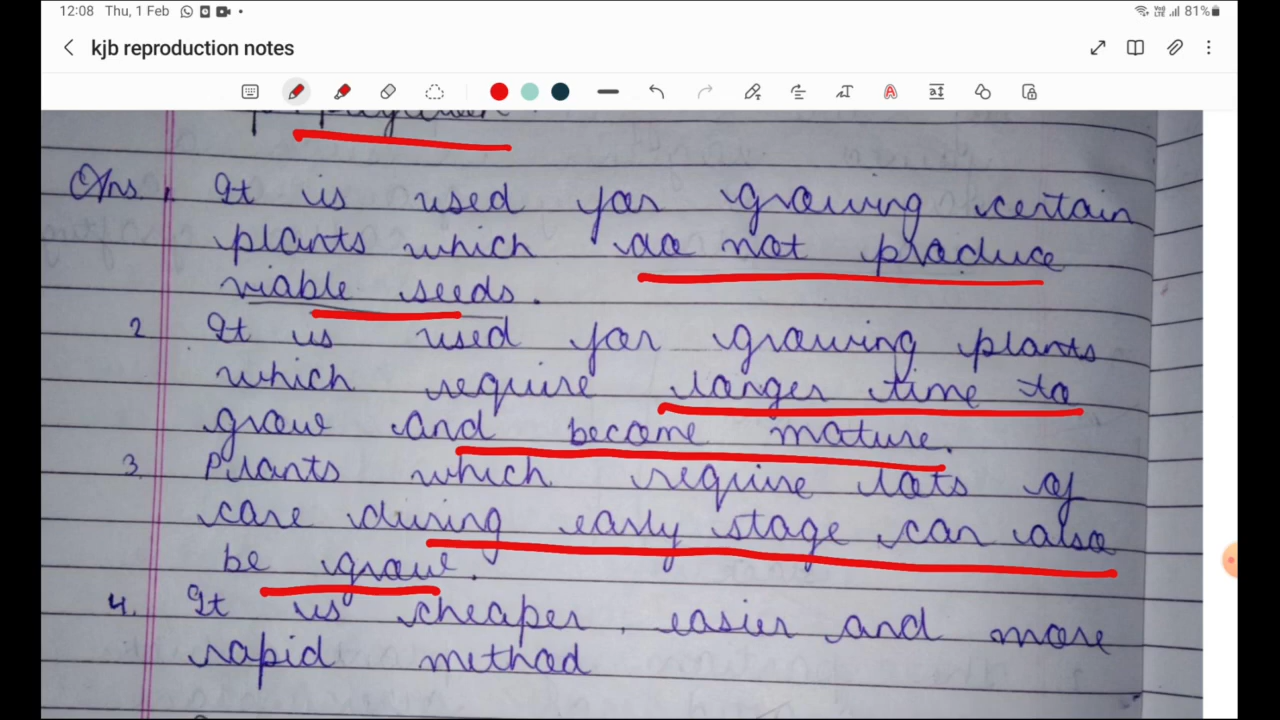 12:08 Thu, 1 Feb 81%
kjb reproduction notes
Ans. 1. It is used for growing certain
plants which do not produce
viable seeds.
2 It is used for growing plants
which require longer time to
grow and become mature.
3. Plants which require lots of
care during early stage can also
be grow.
4. It is cheaper, easier and more
rapid method